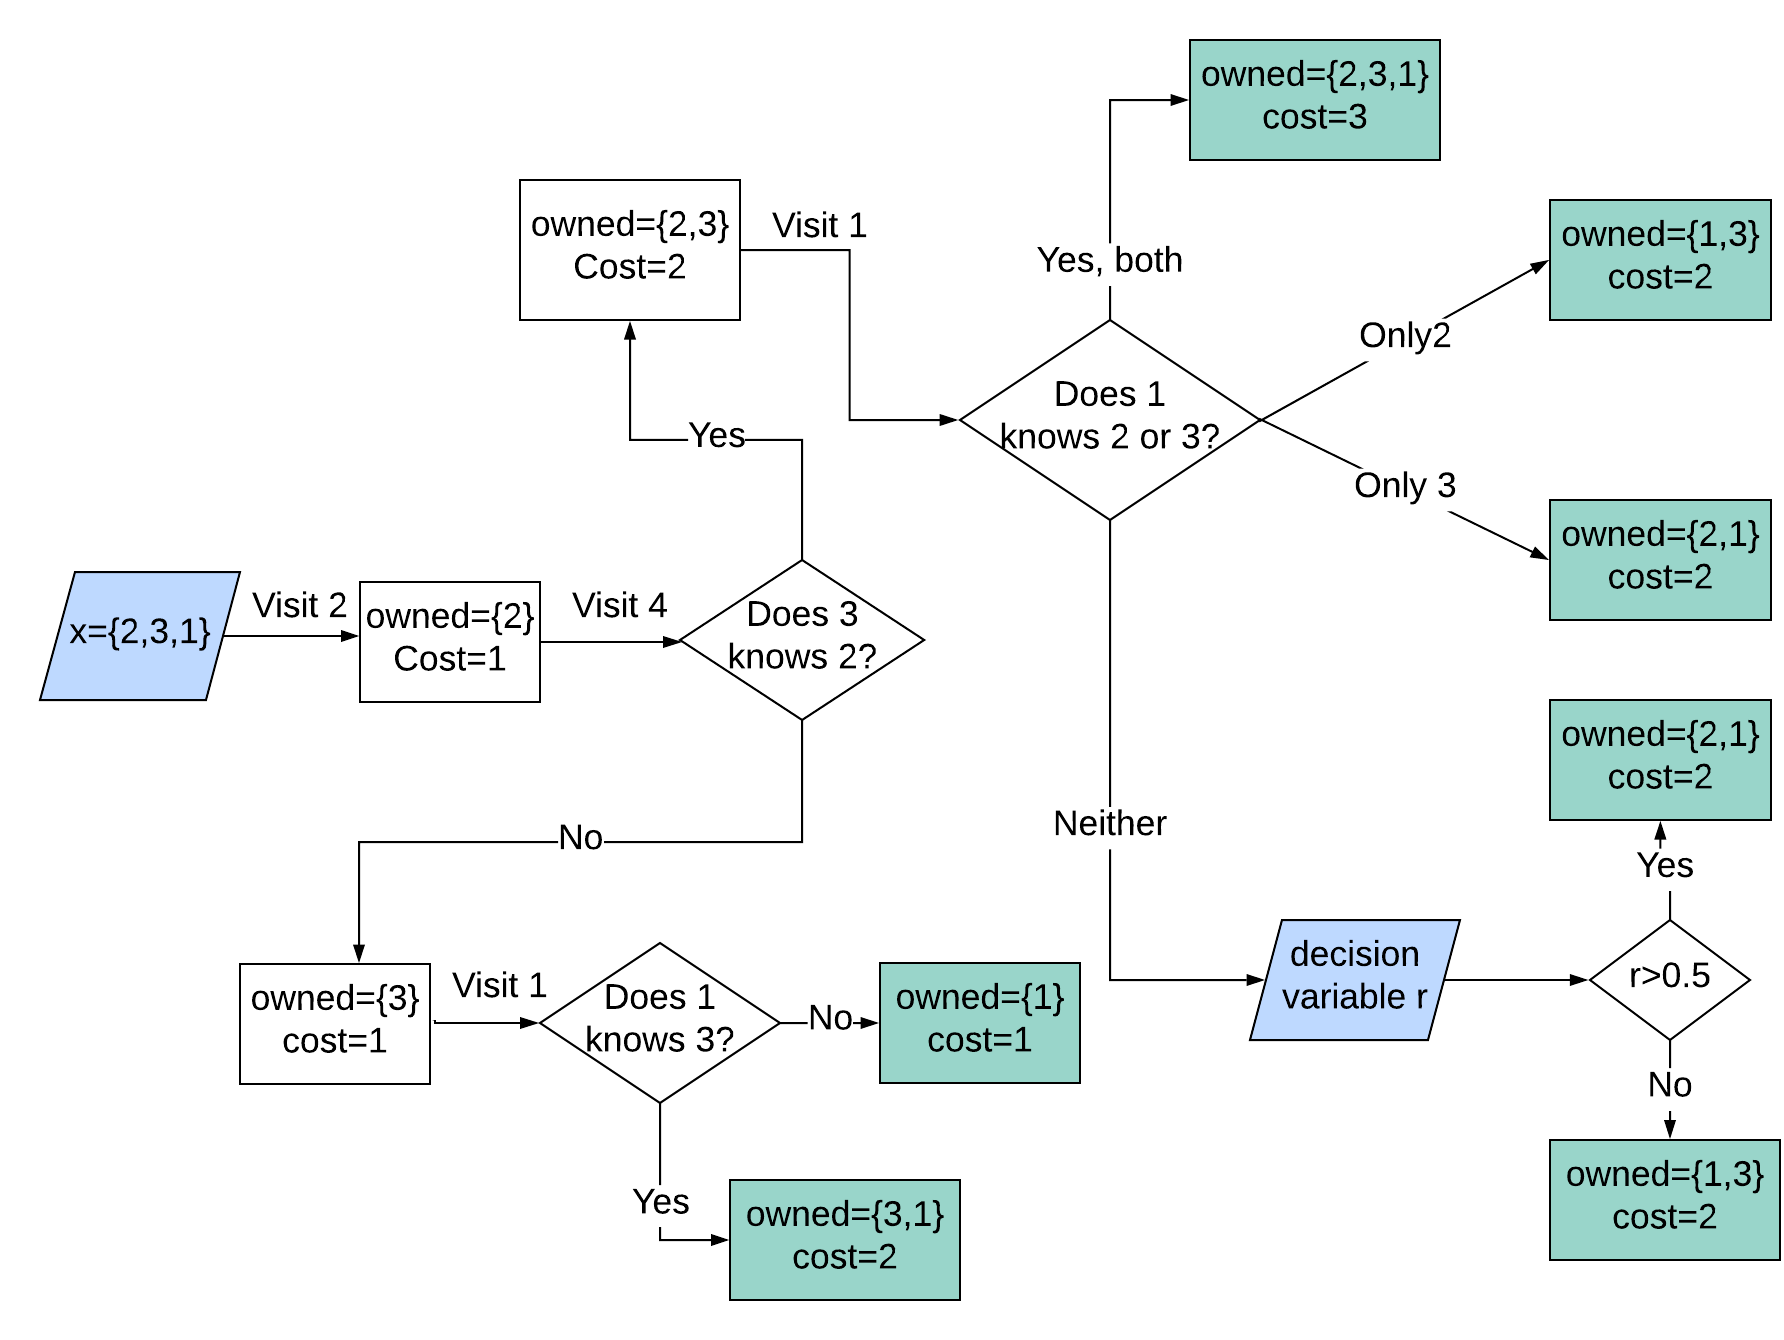 owned={2,3,1}
cost=3
owned={2,3}
Cost=2
Visit 1
Yes, both
owned={1,3}
cost=2
Only2
Does 1
knows 2 or 3?
Yes
Only 3
owned={2,1}
cost=2
x={2,3,1}
Visit 2
owned={2}
Cost=1
Visit 4
Does 3
knows 2?
No
Neither
owned={2,1}
cost=2
Yes
decision
variable r
r>0.5
No
owned={1,3}
cost=2
owned={3}
cost=1
Visit 1
Does 1
knows 3?
No
owned={1}
cost=1
Yes
owned={3,1}
cost=2